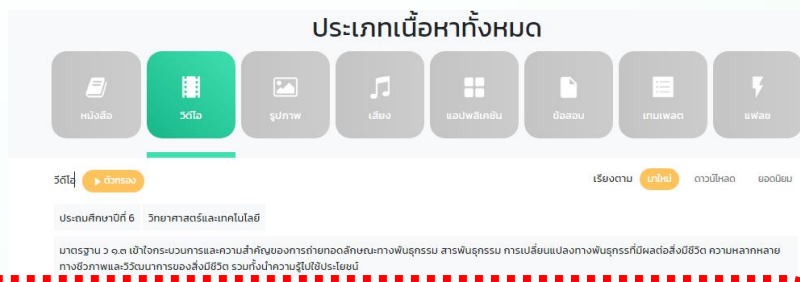 ประเภทเนื้อหาทั้งหมด
หนังสือ วิดีโอ รูปภาพ เสียง แอปพลิเคชัน ข้อสอบ เทมเพลต แฟลช
วิดีโอ ตัวกรอง เรียงตาม มาใหม่ ดาวน์โหลด ยอดนิยม
ประถมศึกษาปีที่ 6 วิทยาศาสตร์และเทคโนโลยี
มาตรฐาน ว ๑.๓ เข้าใจกระบวนการและความสำคัญของการถ่ายทอดลักษณะทางพันธุกรรม สารพันธุกรรม การเปลี่ยนแปลงทางพันธุกรรที่มีผลต่อสิ่งมีชีวิต ความหลากหลาย
ทางชีวภาพและวิวัฒนาการของสิ่งมีชีวิต รวมทั้งนำความรู้ไปใช้ประโยชน์